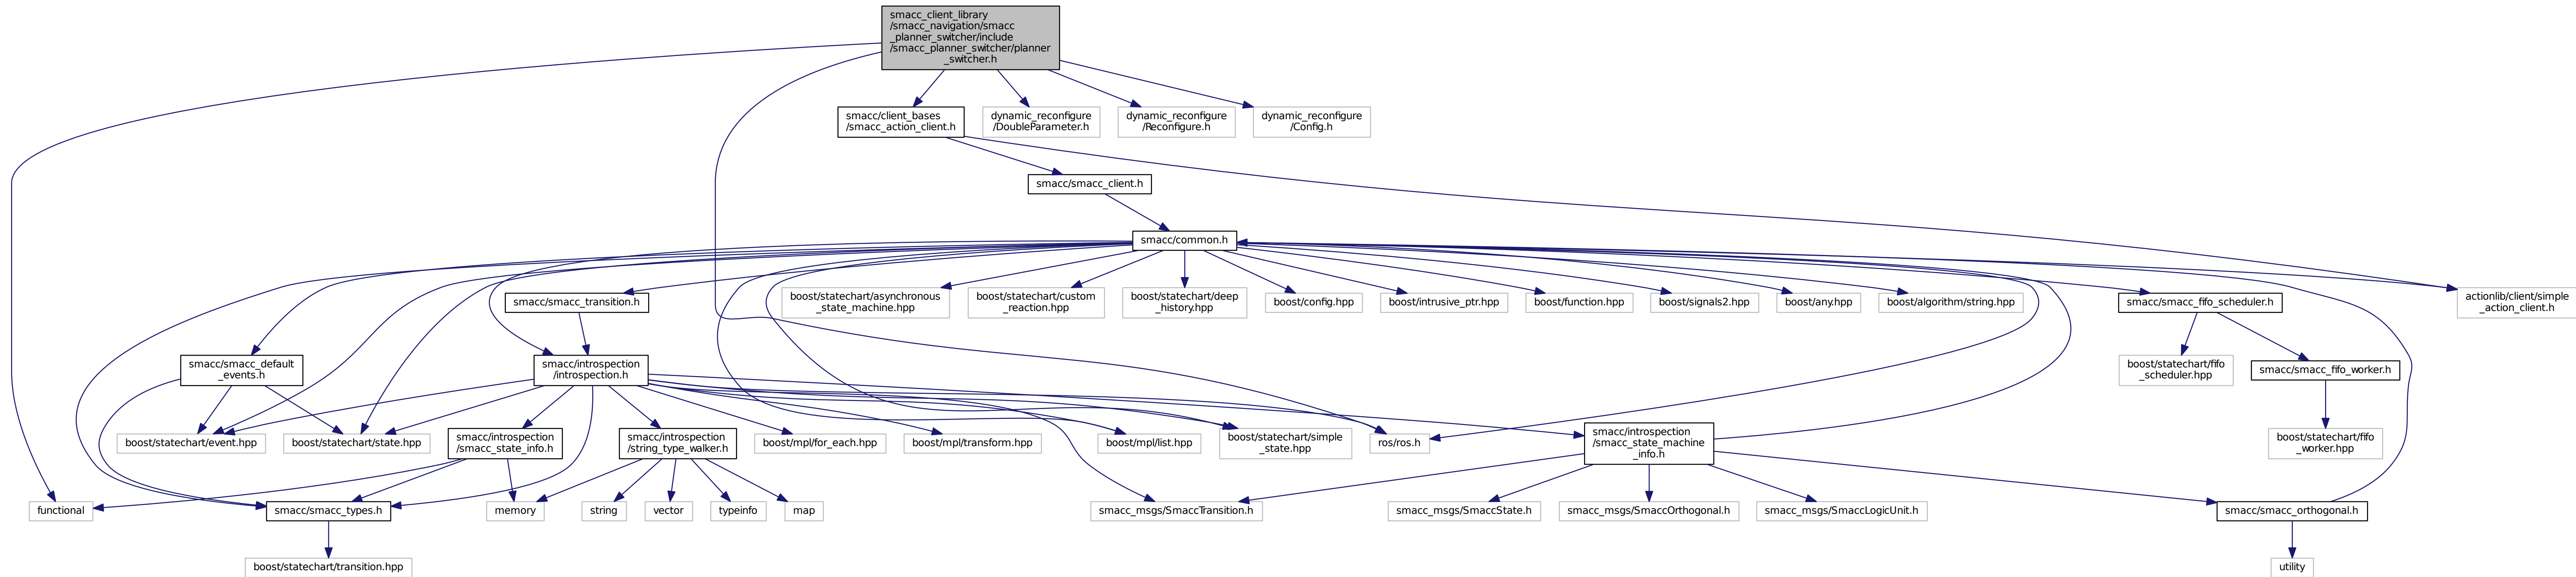 smacc_client_library
/smacc_navigation/smacc
_planner_switcher/include
/smacc_planner_switcher/planner
_switcher.h
smacc/client_bases
/smacc_action_client.h
dynamic_reconfigure
/DoubleParameter.h
dynamic_reconfigure
/Reconfigure.h
dynamic_reconfigure
/Config.h
smacc/smacc_client.h
smacc/common.h
smacc/smacc_transition.h
boost/statechart/asynchronous
_state_machine.hpp
boost/statechart/custom
_reaction.hpp
boost/statechart/deep
_history.hpp
boost/config.hpp
boost/intrusive_ptr.hpp
boost/function.hpp
boost/signals2.hpp
boost/any.hpp
boost/algorithm/string.hpp
smacc/smacc_fifo_scheduler.h
actionlib/client/simple
_action_client.h
smacc/smacc_default
_events.h
smacc/introspection
/introspection.h
boost/statechart/fifo
_scheduler.hpp
smacc/smacc_fifo_worker.h
boost/statechart/event.hpp
boost/statechart/state.hpp
smacc/introspection
/smacc_state_info.h
smacc/introspection
/string_type_walker.h
boost/mpl/for_each.hpp
boost/mpl/transform.hpp
boost/mpl/list.hpp
boost/statechart/simple
_state.hpp
ros/ros.h
smacc/introspection
/smacc_state_machine
_info.h
boost/statechart/fifo
_worker.hpp
functional
smacc/smacc_types.h
memory
string
vector
typeinfo
map
smacc_msgs/SmaccTransition.h
smacc_msgs/SmaccState.h
smacc_msgs/SmaccOrthogonal.h
smacc_msgs/SmaccLogicUnit.h
smacc/smacc_orthogonal.h
boost/statechart/transition.hpp
utility